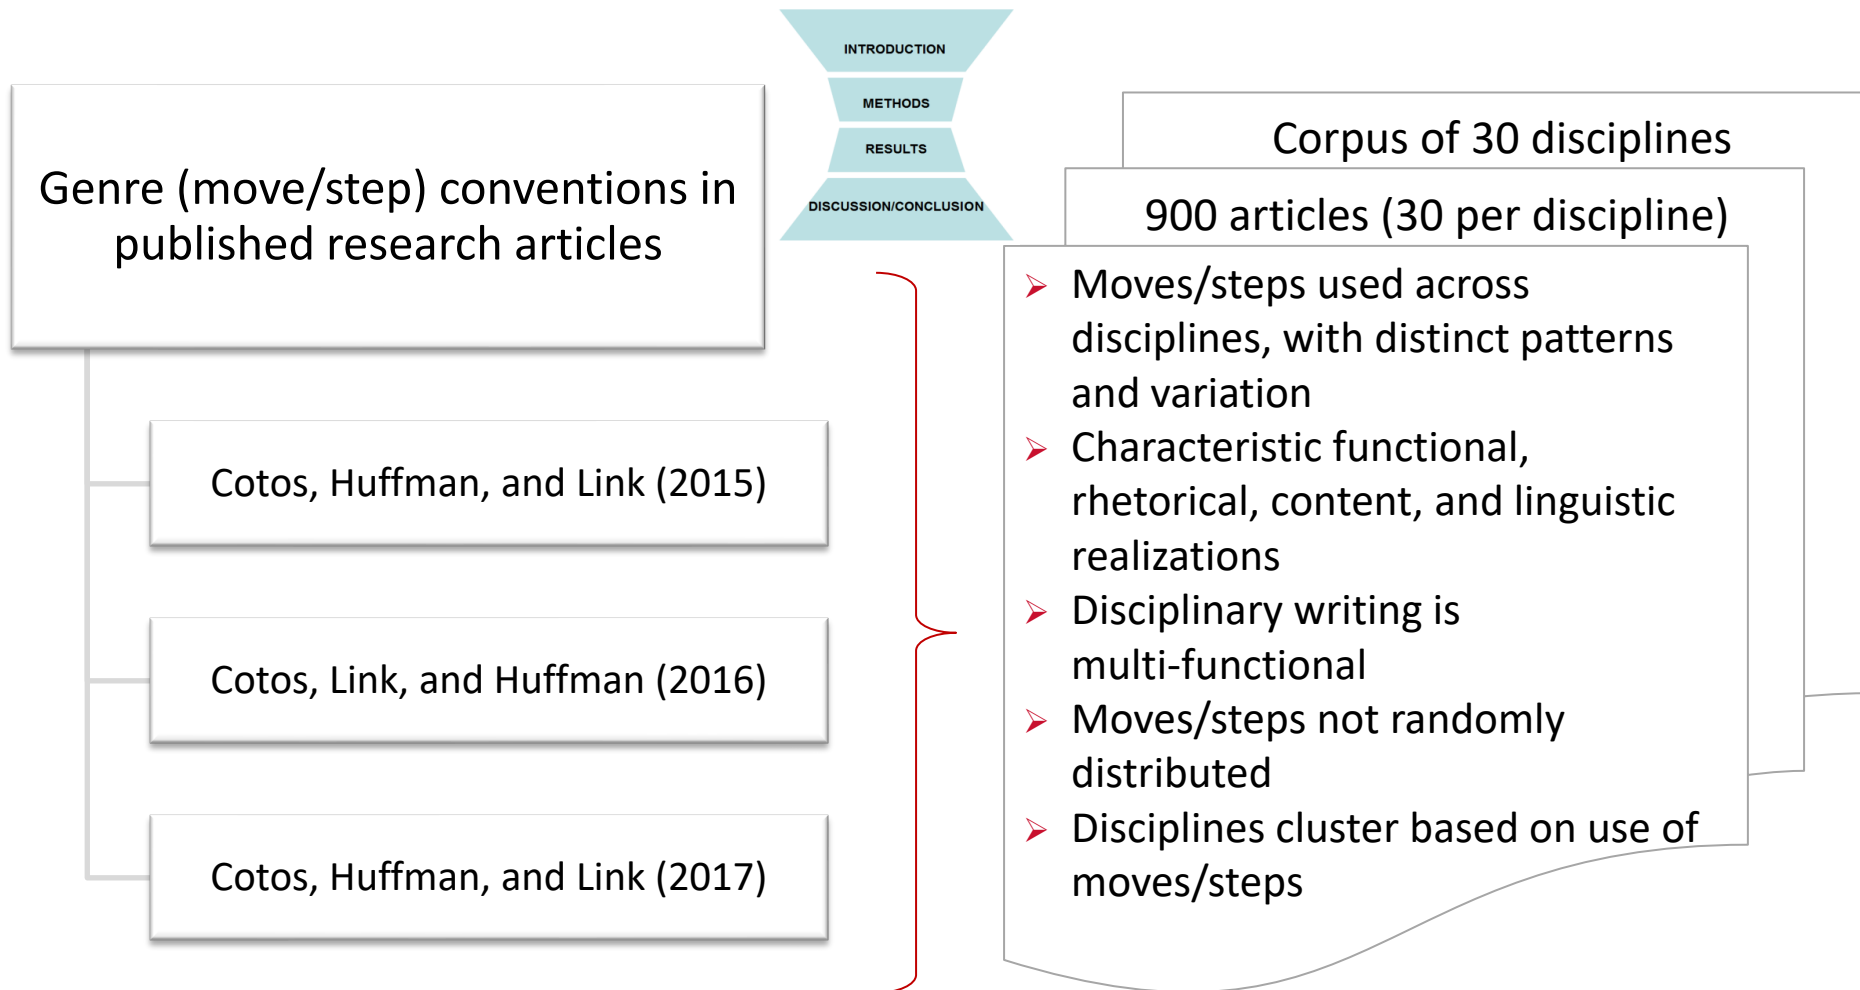 INTRODUCTION
METHODS
RESULTS
DISCUSSION/CONCLUSION
Genre (move/step) conventions in
published research articles
Cotos, Huffman, and Link (2015)
Cotos, Link, and Huffman (2016)
Cotos, Huffman, and Link (2017)
Corpus of 30 disciplines
900 articles (30 per discipline)
➢ Moves/steps used across
disciplines, with distinct patterns
and variation
➢ Characteristic functional,
rhetorical, content, and linguistic
realizations
➢ Disciplinary writing is
multi-functional
➢ Moves/steps not randomly
distributed
➢ Disciplines cluster based on use of
moves/steps